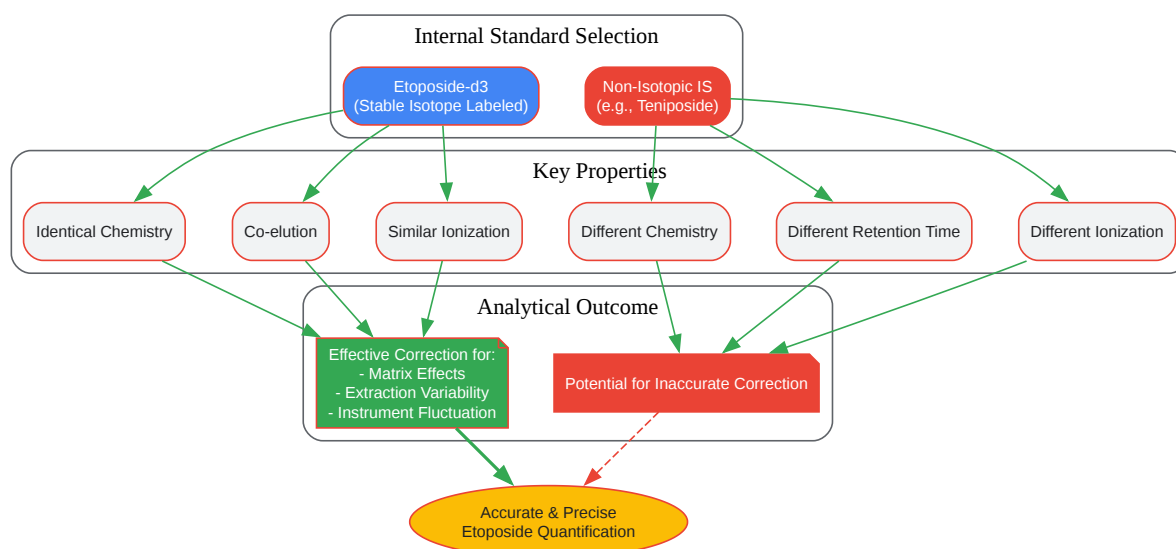 Internal Standard Selection
Etoposide-d3
(Stable Isotope Labeled)
Non-Isotopic IS
(e.g., Teniposide)
Key Properties
Identical Chemistry
Co-elution
Similar Ionization
Different Chemistry
Different Retention Time
Different Ionization
Analytical Outcome
Effective Correction for:
- Matrix Effects
- Extraction Variability
- Instrument Fluctuation
Potential for Inaccurate Correction
Accurate & Precise
Etoposide Quantification